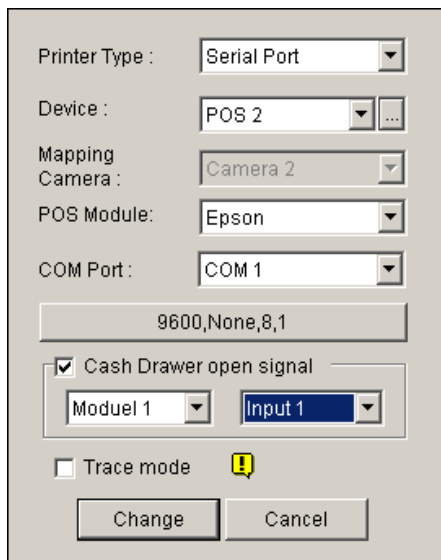 Printer Type : Serial Port
Device : POS 2 ...
Mapping
Camera : Camera 2
POS Module: Epson
COM Port : COM 1
9600,None,8,1
Cash Drawer open signal
Moduel 1 Input 1
Trace mode !
Change Cancel